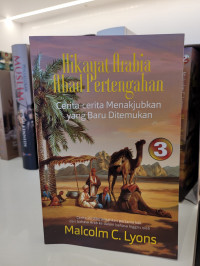 Hikayat Arabia
Abad Pertengahan
Cerita-cerita Menakjubkan
yang Baru Ditemukan
3
Malcolm C. Lyons